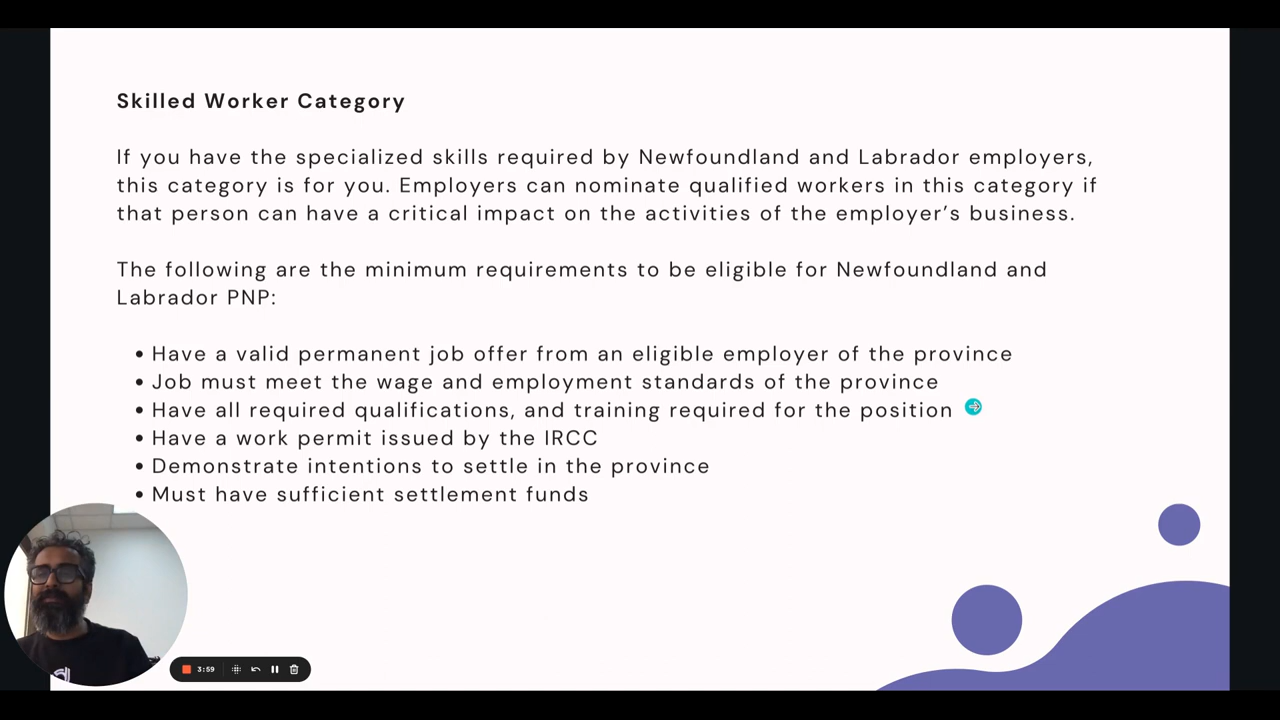 Skilled Worker Category
If you have the specialized skills required by Newfoundland and Labrador employers,
this category is for you. Employers can nominate qualified workers in this category if
that person can have a critical impact on the activities of the employer’s business.
The following are the minimum requirements to be eligible for Newfoundland and
Labrador PNP:
• Have a valid permanent job offer from an eligible employer of the province
• Job must meet the wage and employment standards of the province
• Have all required qualifications, and training required for the position
• Have a work permit issued by the IRCC
• Demonstrate intentions to settle in the province
• Must have sufficient settlement funds
3:59